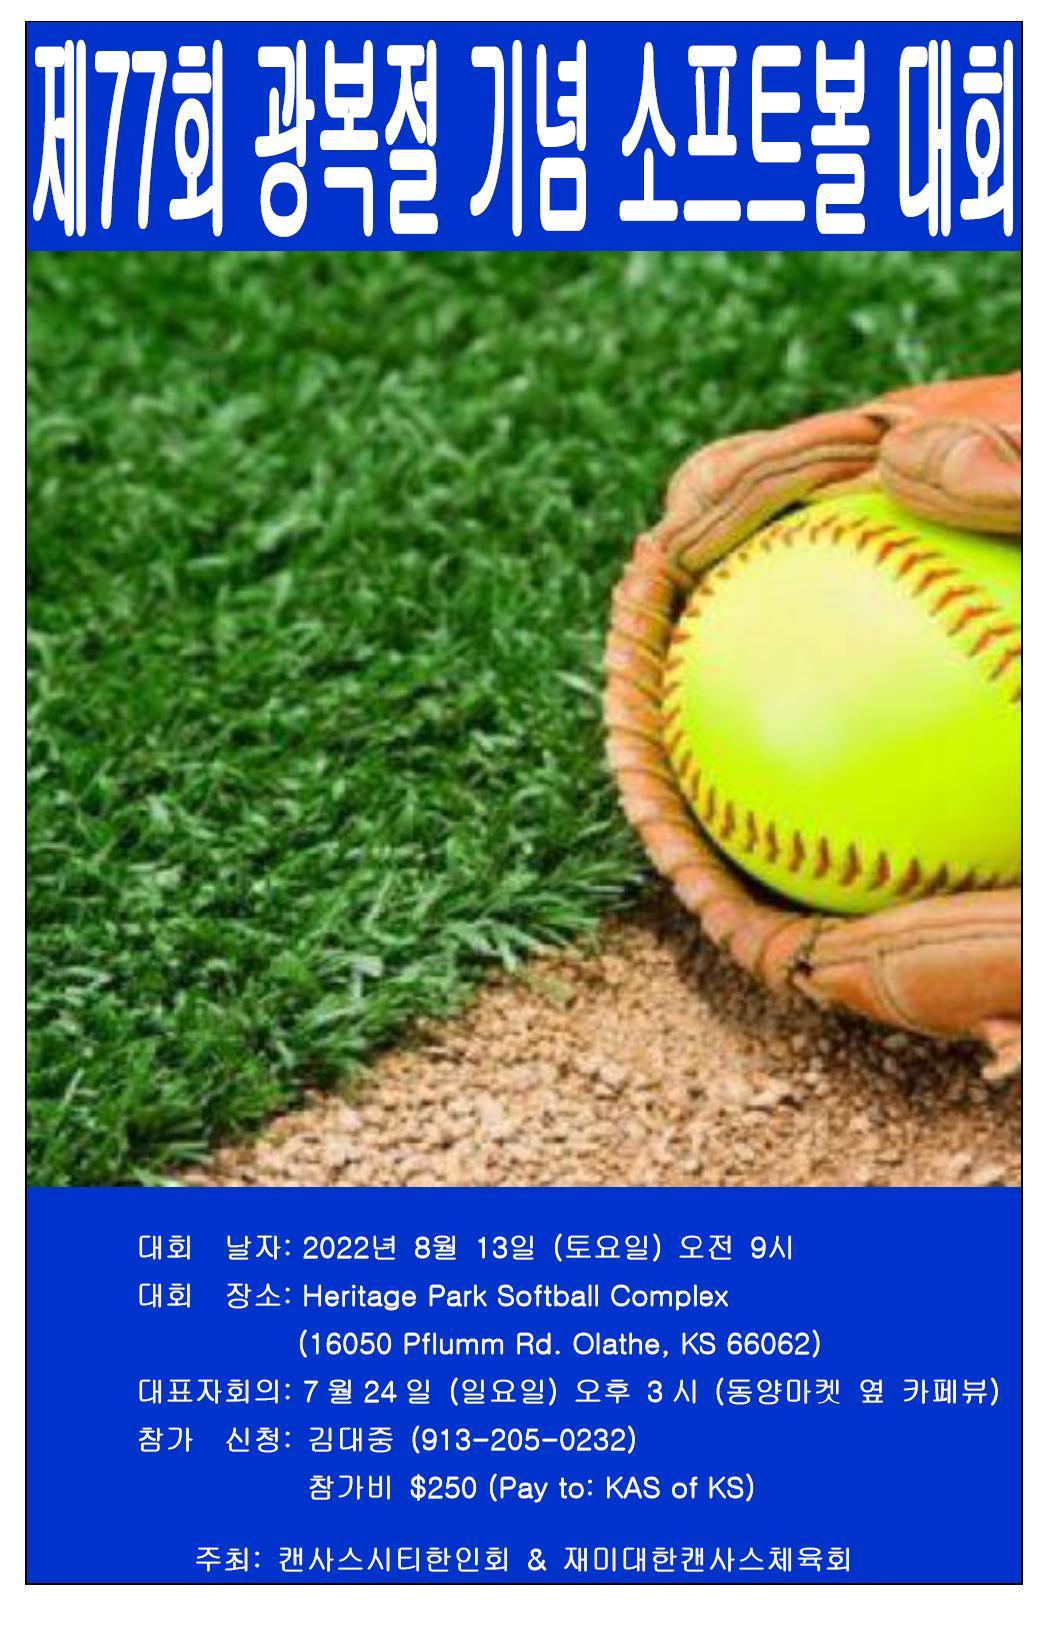 제77회 광복절 기념 소프트볼 대회
대회 날자: 2022년 8월 13일 (토요일) 오전 9시
대회 장소: Heritage Park Softball Complex
(16050 Pflumm Rd. Olathe, KS 66062)
대표자회의: 7월 24일 (일요일) 오후 3시 (동양마켓 옆 카페뷰)
참가 신청: 김대중 (913-205-0232)
참가비 $250 (Pay to: KAS of KS)
주최: 캔사스시티한인회 & 재미대한캔사스체육회